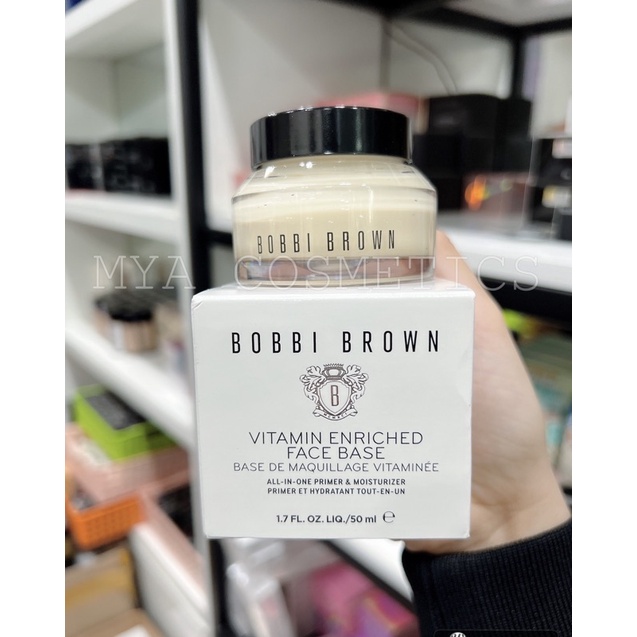 BOBBI BROWN
MYA COSMETICS
BOBBI BROWN
B
VITAMIN ENRICHED
FACE BASE
BASE DE MAQUILLAGE VITAMINÉE
ALL-IN-ONE PRIMER & MOISTURIZER
PRIMER ET HYDRATANT TOUT-EN-UN
1.7 FL. OZ. LIQ./50 ml ℮